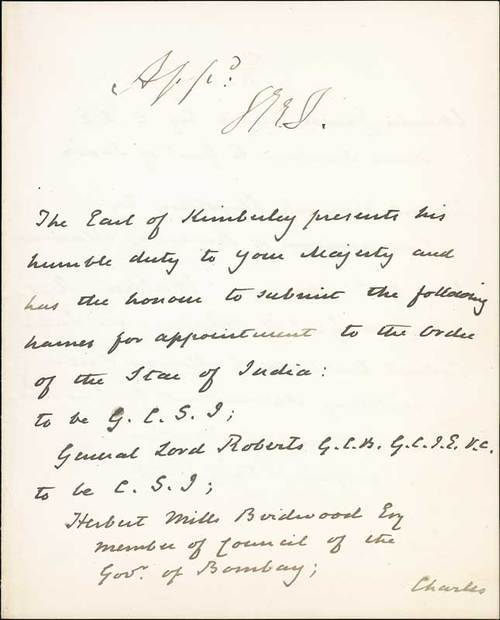 Appd.
VRI.
The Earl of Kimberley presents his
humble duty to your Majesty and
has the honour to submit the following
names for appointment to the Order
of the Star of India:
to be G. C. S. I;
General Lord Roberts G.C.B. G.C.I.E. V.C.
to be C. S. I;
Herbert Mills Birdwood Esq
member of Council of the
Govr. of Bombay;
Charles